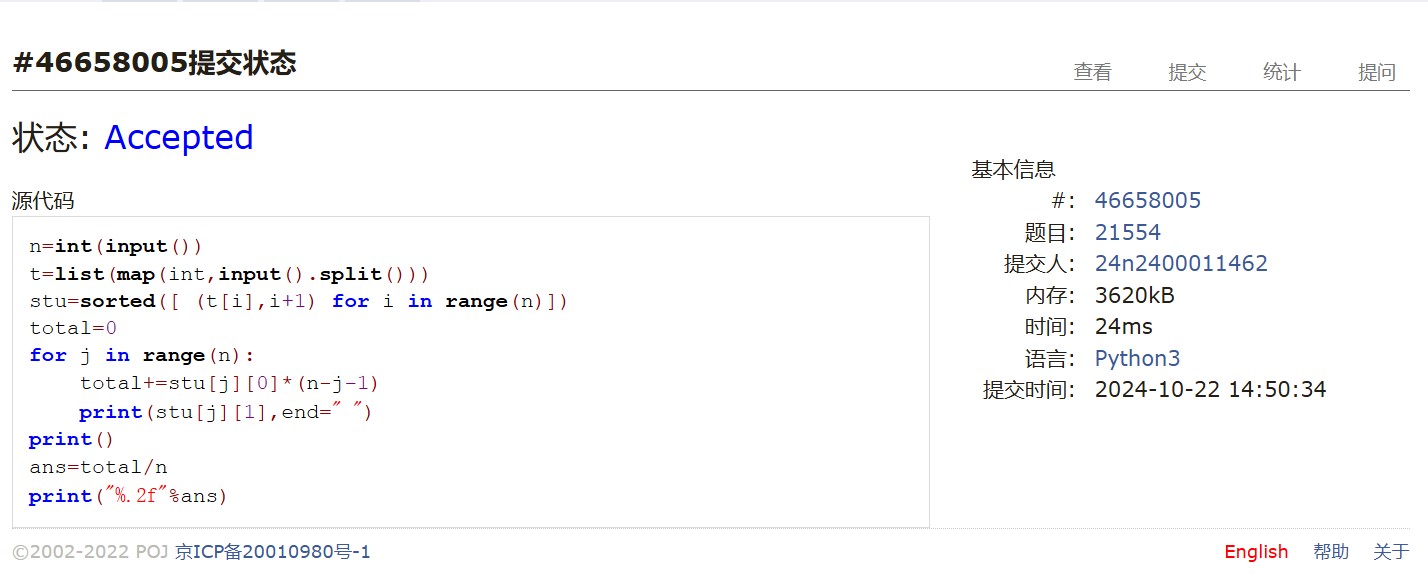 #46658005提交状态
查看 提交 统计 提问
状态: Accepted
源代码
n=int(input())
t=list(map(int,input().split()))
stu=sorted([ (t[i],i+1) for i in range(n)])
total=0
for j in range(n):
    total+=stu[j][0]*(n-j-1)
    print(stu[j][1],end=" ")
print()
ans=total/n
print("%.2f"%ans)
基本信息
#: 46658005
题目: 21554
提交人: 24n2400011462
内存: 3620kB
时间: 24ms
语言: Python3
提交时间: 2024-10-22 14:50:34
©2002-2022 POJ 京ICP备20010980号-1
English 帮助 关于